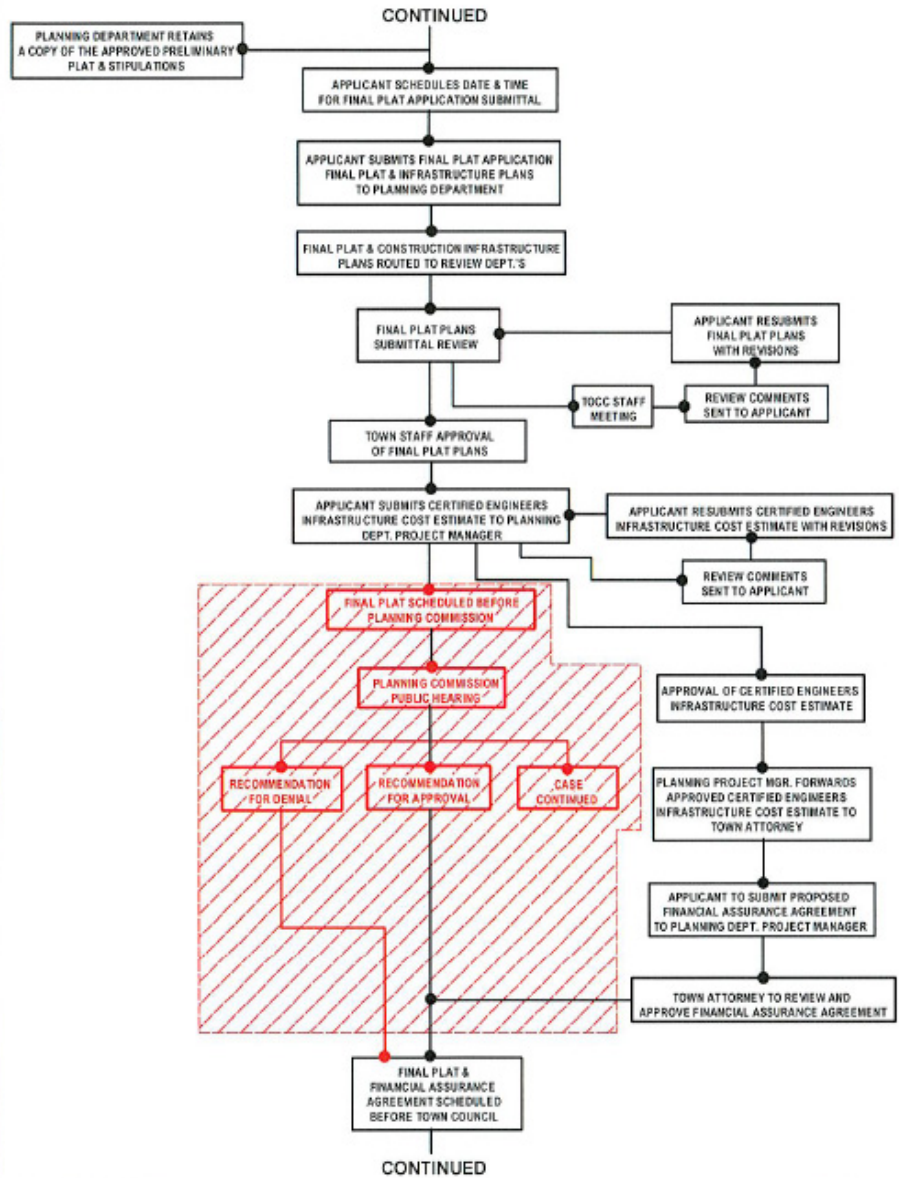 CONTINUED
PLANNING DEPARTMENT RETAINS
A COPY OF THE APPROVED PRELIMINARY
PLAT & STIPULATIONS
APPLICANT SCHEDULES DATE & TIME
FOR FINAL PLAT APPLICATION SUBMITTAL
APPLICANT SUBMITS FINAL PLAT APPLICATION
FINAL PLAT & INFRASTRUCTURE PLANS
TO PLANNING DEPARTMENT
FINAL PLAT & CONSTRUCTION INFRASTRUCTURE
PLANS ROUTED TO REVIEW DEPT.'S
FINAL PLAT PLANS
SUBMITTAL REVIEW
APPLICANT RESUBMITS
FINAL PLAT PLANS
WITH REVISIONS
TOCC STAFF
MEETING
REVIEW COMMENTS
SENT TO APPLICANT
TOWN STAFF APPROVAL
OF FINAL PLAT PLANS
APPLICANT SUBMITS CERTIFIED ENGINEERS
INFRASTRUCTURE COST ESTIMATE TO PLANNING
DEPT. PROJECT MANAGER
APPLICANT RESUBMITS CERTIFIED ENGINEERS
INFRASTRUCTURE COST ESTIMATE WITH REVISIONS
REVIEW COMMENTS
SENT TO APPLICANT
FINAL PLAT SCHEDULED BEFORE
PLANNING COMMISSION
PLANNING COMMISSION
PUBLIC HEARING
APPROVAL OF CERTIFIED ENGINEERS
INFRASTRUCTURE COST ESTIMATE
RECOMMENDATION
FOR DENIAL
RECOMMENDATION
FOR APPROVAL
CASE
CONTINUED
PLANNING PROJECT MGR. FORWARDS
APPROVED CERTIFIED ENGINEERS
INFRASTRUCTURE COST ESTIMATE TO
TOWN ATTORNEY
APPLICANT TO SUBMIT PROPOSED
FINANCIAL ASSURANCE AGREEMENT
TO PLANNING DEPT. PROJECT MANAGER
TOWN ATTORNEY TO REVIEW AND
APPROVE FINANCIAL ASSURANCE AGREEMENT
FINAL PLAT &
FINANCIAL ASSURANCE
AGREEMENT SCHEDULED
BEFORE TOWN COUNCIL
CONTINUED